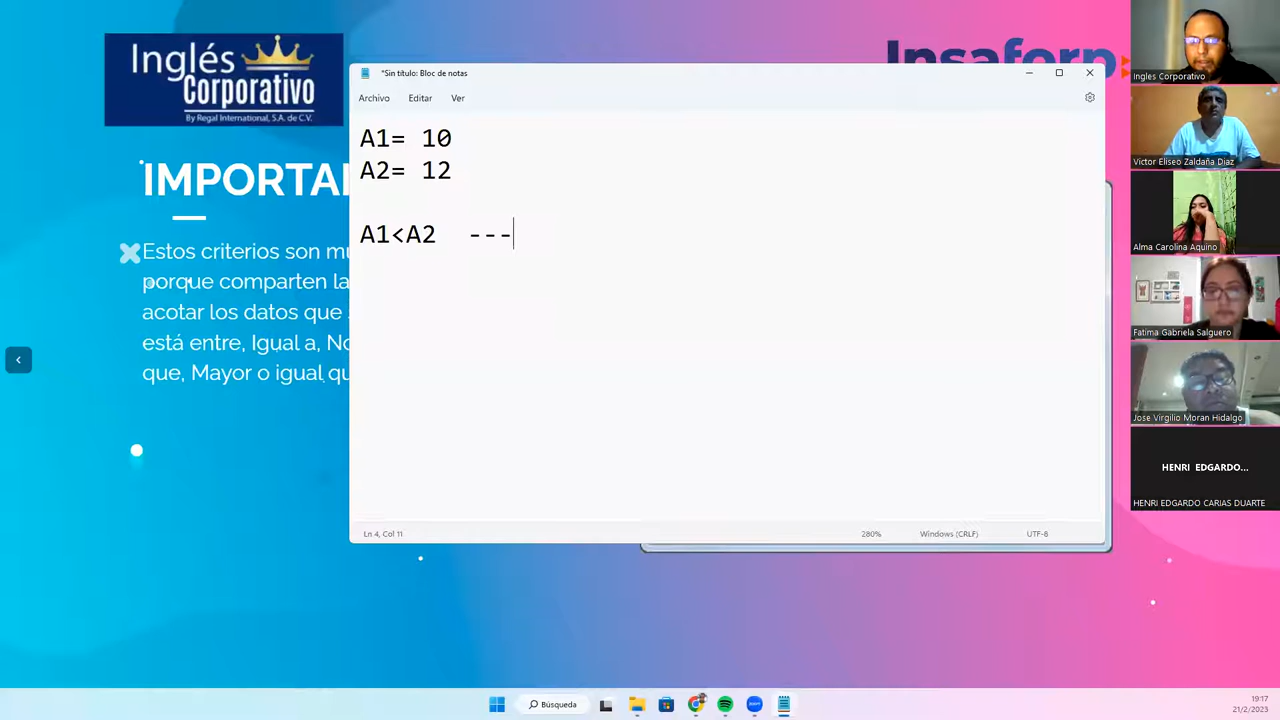 Inglés
Corporativo
By Regal International, S.A. de C.V.
Insaforp
IMPORTA
Estos criterios son m
porque comparten la
acotar los datos que
está entre, Igual a, No
que, Mayor o igual qu
*Sin título: Bloc de notas
Archivo Editar Ver
A1= 10
A2= 12
A1<A2 ---
Ln 4, Col 11 280% Windows (CRLF) UTF-8
Ingles Corporativo
Victor Eliseo Zaldaña Diaz
Alma Carolina Aquino
Fatima Gabriela Salguero
Jose Virgilio Moran Hidalgo
HENRI EDGARDO...
HENRI EDGARDO CARIAS DUARTE
Búsqueda
19:17
21/2/2023